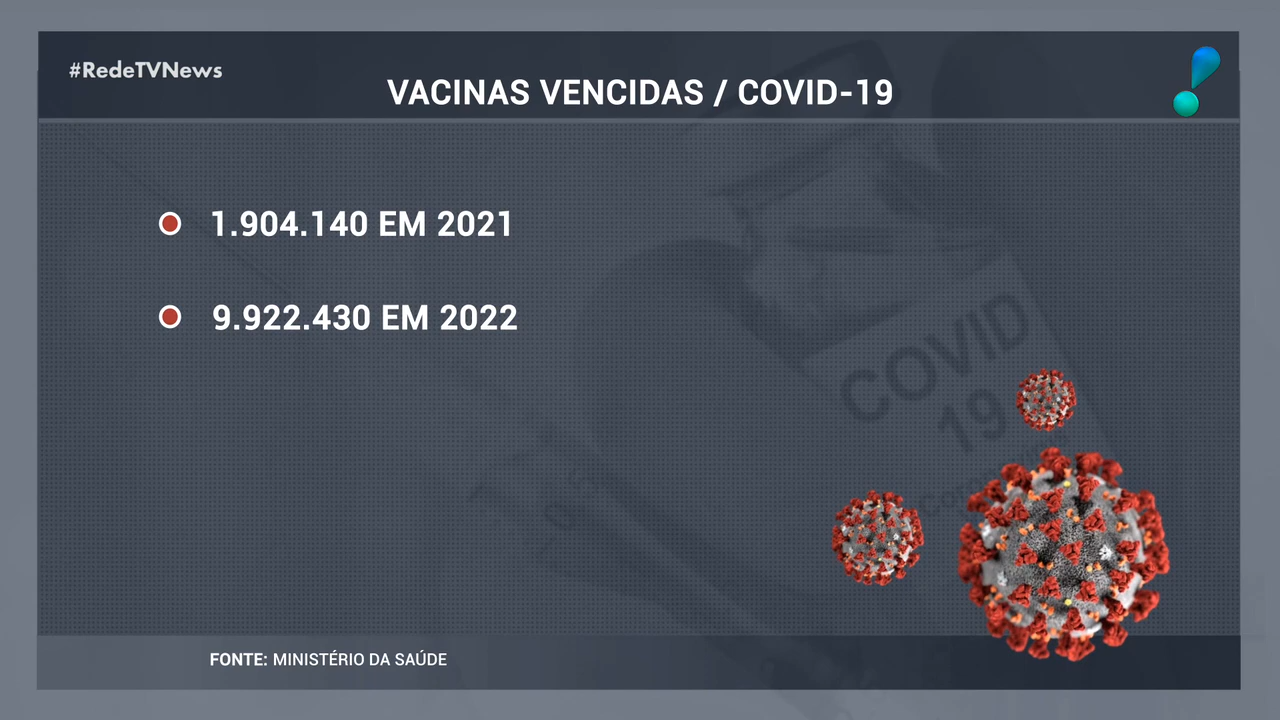 #RedeTVNews
VACINAS VENCIDAS / COVID-19
1.904.140 EM 2021
9.922.430 EM 2022
COVID
19
FONTE: MINISTÉRIO DA SAÚDE